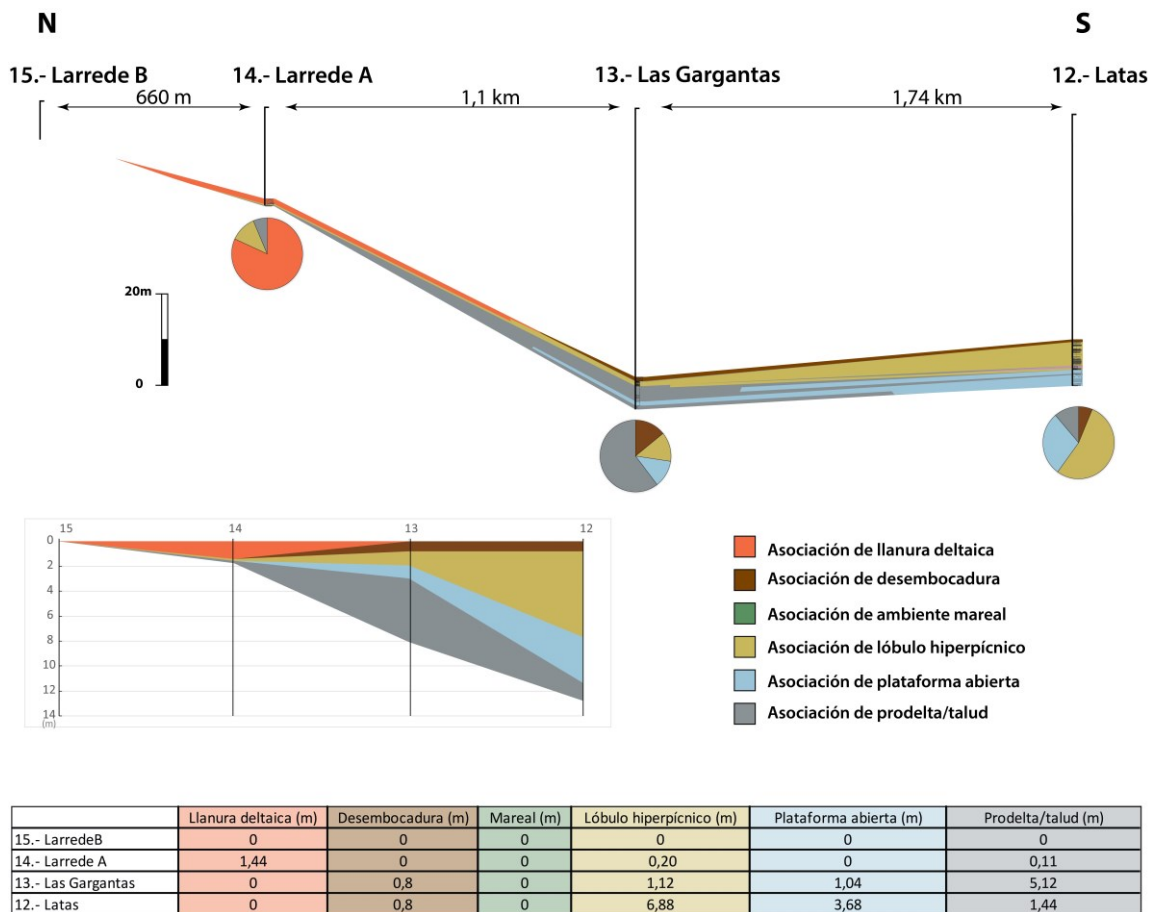 N S
15.- Larrede B 14.- Larrede A 13.- Las Gargantas 12.- Latas
660 m 1,1 km 1,74 km
20m
0
15 14 13 12
0
2
4
6
8
10
12
14
(m)
Asociación de llanura deltaica
Asociación de desembocadura
Asociación de ambiente mareal
Asociación de lóbulo hiperpícnico
Asociación de plataforma abierta
Asociación de prodelta/talud
Llanura deltaica (m) Desembocadura (m) Mareal (m) Lóbulo hiperpícnico (m) Plataforma abierta (m) Prodelta/talud (m)
15.- LarredeB 0 0 0 0 0 0
14.- Larrede A 1,44 0 0 0,20 0 0,11
13.- Las Gargantas 0 0,8 0 1,12 1,04 5,12
12.- Latas 0 0,8 0 6,88 3,68 1,44